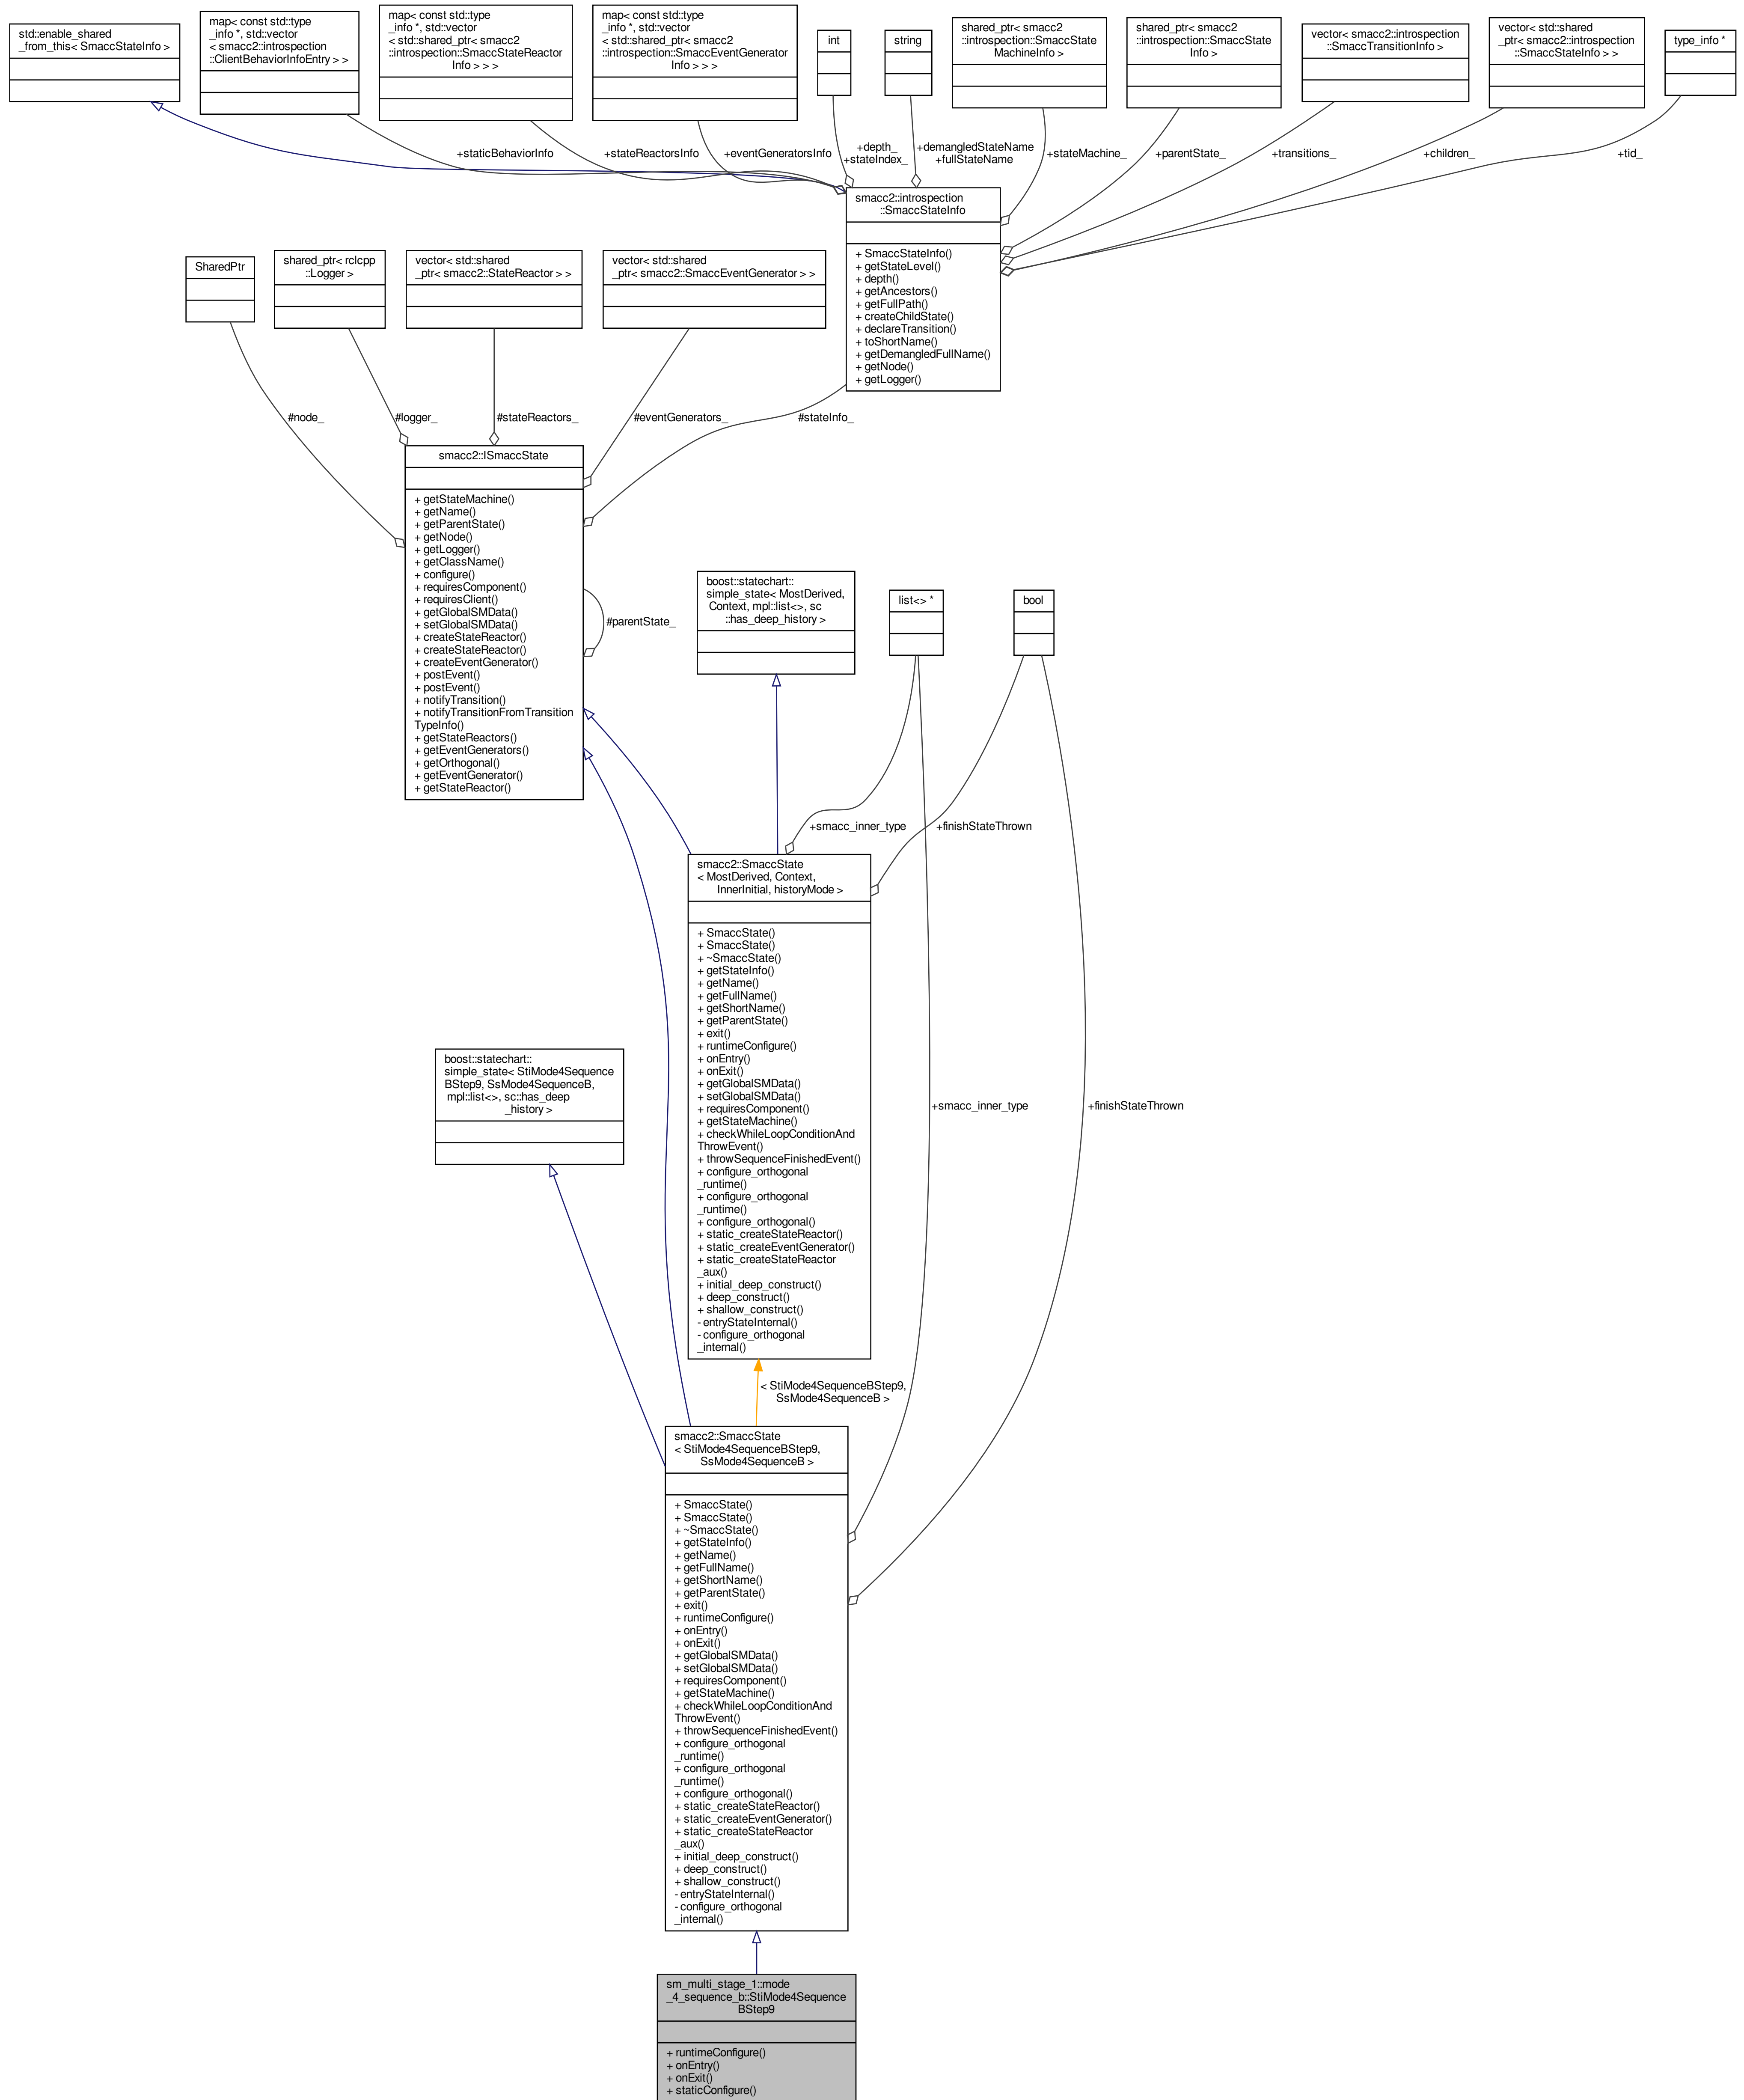 std::enable_shared
_from_this< SmaccStateInfo >
map< const std::type
_info *, std::vector
< smacc2::introspection
::ClientBehaviorInfoEntry > >
map< const std::type
_info *, std::vector
< std::shared_ptr< smacc2
::introspection::SmaccStateReactor
Info > > >
map< const std::type
_info *, std::vector
< std::shared_ptr< smacc2
::introspection::SmaccEventGenerator
Info > > >
int
string
shared_ptr< smacc2
::introspection::SmaccState
MachineInfo >
shared_ptr< smacc2
::introspection::SmaccState
Info >
vector< smacc2::introspection
::SmaccTransitionInfo >
vector< std::shared
_ptr< smacc2::introspection
::SmaccStateInfo > >
type_info *
+staticBehaviorInfo
+stateReactorsInfo
+eventGeneratorsInfo
+depth_
+stateIndex_
+demangledStateName
+fullStateName
+stateMachine_
+parentState_
+transitions_
+children_
+tid_
smacc2::introspection
::SmaccStateInfo
+ SmaccStateInfo()
+ getStateLevel()
+ depth()
+ getAncestors()
+ getFullPath()
+ createChildState()
+ declareTransition()
+ toShortName()
+ getDemangledFullName()
+ getNode()
+ getLogger()
SharedPtr
shared_ptr< rclcpp
::Logger >
vector< std::shared
_ptr< smacc2::StateReactor > >
vector< std::shared
_ptr< smacc2::SmaccEventGenerator > >
#node_
#logger_
#stateReactors_
#eventGenerators_
#stateInfo_
smacc2::ISmaccState
+ getStateMachine()
+ getName()
+ getParentState()
+ getNode()
+ getLogger()
+ getClassName()
+ configure()
+ requiresComponent()
+ requiresClient()
+ getGlobalSMData()
+ setGlobalSMData()
+ createStateReactor()
+ createStateReactor()
+ createEventGenerator()
+ postEvent()
+ postEvent()
+ notifyTransition()
+ notifyTransitionFromTransition
TypeInfo()
+ getStateReactors()
+ getEventGenerators()
+ getOrthogonal()
+ getEventGenerator()
+ getStateReactor()
#parentState_
boost::statechart::
simple_state< MostDerived,
Context, mpl::list<>, sc
::has_deep_history >
list<> *
bool
+smacc_inner_type
+finishStateThrown
smacc2::SmaccState
< MostDerived, Context,
InnerInitial, historyMode >
+ SmaccState()
+ SmaccState()
+ ~SmaccState()
+ getStateInfo()
+ getName()
+ getFullName()
+ getShortName()
+ getParentState()
+ exit()
+ runtimeConfigure()
+ onEntry()
+ onExit()
+ getGlobalSMData()
+ setGlobalSMData()
+ requiresComponent()
+ getStateMachine()
+ checkWhileLoopConditionAnd
ThrowEvent()
+ throwSequenceFinishedEvent()
+ configure_orthogonal
_runtime()
+ configure_orthogonal
_runtime()
+ configure_orthogonal()
+ static_createStateReactor()
+ static_createEventGenerator()
+ static_createStateReactor
_aux()
+ initial_deep_construct()
+ deep_construct()
+ shallow_construct()
- entryStateInternal()
- configure_orthogonal
_internal()
boost::statechart::
simple_state< StiMode4Sequence
BStep9, SsMode4SequenceB,
mpl::list<>, sc::has_deep
_history >
+smacc_inner_type
+finishStateThrown
< StiMode4SequenceBStep9,
SsMode4SequenceB >
smacc2::SmaccState
< StiMode4SequenceBStep9,
SsMode4SequenceB >
+ SmaccState()
+ SmaccState()
+ ~SmaccState()
+ getStateInfo()
+ getName()
+ getFullName()
+ getShortName()
+ getParentState()
+ exit()
+ runtimeConfigure()
+ onEntry()
+ onExit()
+ getGlobalSMData()
+ setGlobalSMData()
+ requiresComponent()
+ getStateMachine()
+ checkWhileLoopConditionAnd
ThrowEvent()
+ throwSequenceFinishedEvent()
+ configure_orthogonal
_runtime()
+ configure_orthogonal
_runtime()
+ configure_orthogonal()
+ static_createStateReactor()
+ static_createEventGenerator()
+ static_createStateReactor
_aux()
+ initial_deep_construct()
+ deep_construct()
+ shallow_construct()
- entryStateInternal()
- configure_orthogonal
_internal()
sm_multi_stage_1::mode
_4_sequence_b::StiMode4Sequence
BStep9
+ runtimeConfigure()
+ onEntry()
+ onExit()
+ staticConfigure()